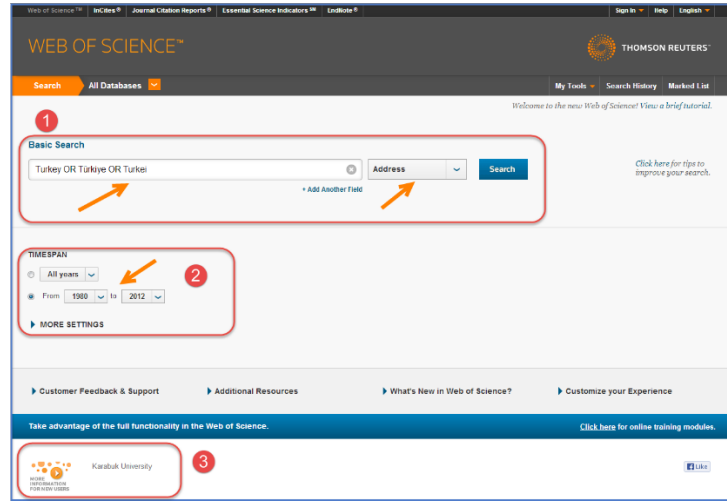 Web of Science™ InCites® Journal Citation Reports® Essential Science Indicators℠ EndNote® Sign In Help English
WEB OF SCIENCE™
THOMSON REUTERS™
Search All Databases My Tools Search History Marked List
Welcome to the new Web of Science! View a brief tutorial.
1
Basic Search
Turkey OR Türkiye OR Turkei Address Search
Click here for tips to
improve your search.
+ Add Another Field
TIMESPAN
2
All years
From 1980 to 2012
MORE SETTINGS
Customer Feedback & Support Additional Resources What's New in Web of Science? Customize your Experience
Take advantage of the full functionality in the Web of Science. Click here for online training modules.
3
Karabuk University
Like
MORE
INFORMATION
FOR NEW USERS